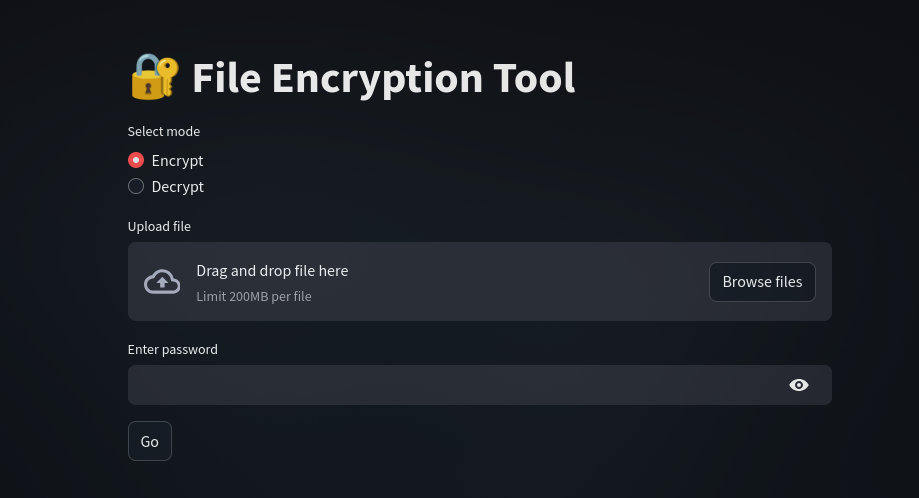 File Encryption Tool
Select mode
Encrypt
Decrypt
Upload file
Drag and drop file here
Limit 200MB per file
Browse files
Enter password
Go